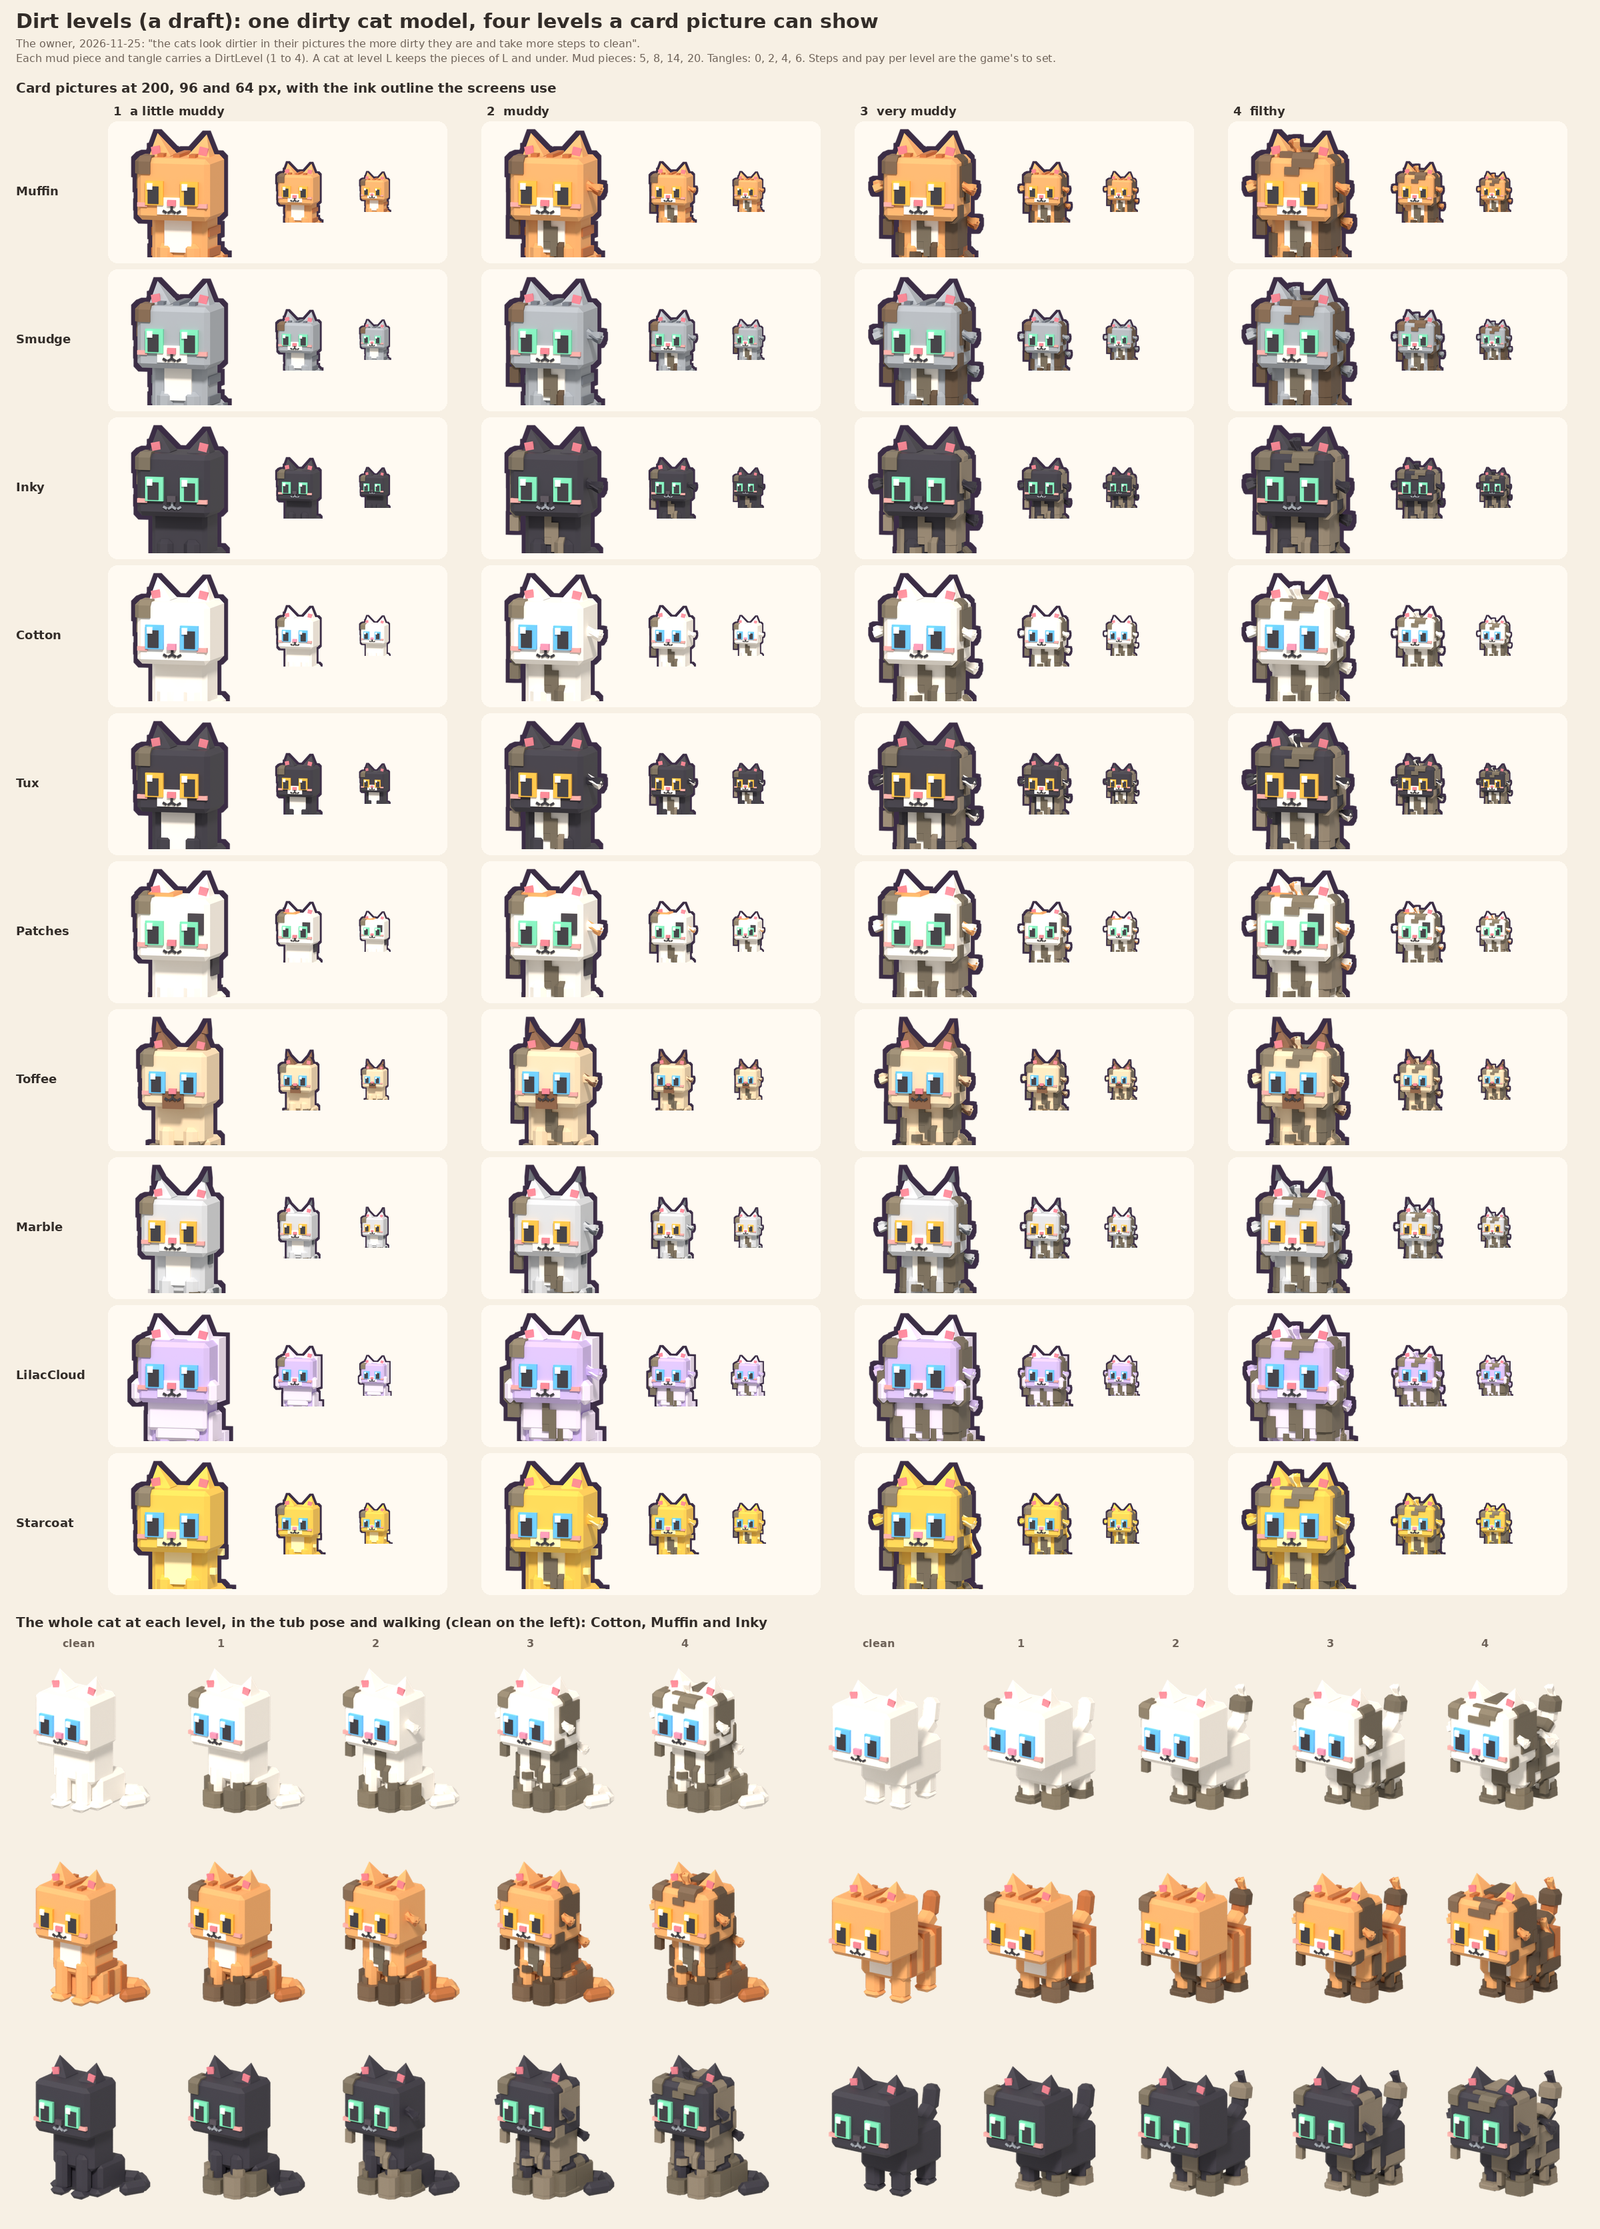 Dirt levels (a draft): one dirty cat model, four levels a card picture can show
The owner, 2026-11-25: "the cats look dirtier in their pictures the more dirty they are and take more steps to clean".
Each mud piece and tangle carries a DirtLevel (1 to 4). A cat at level L keeps the pieces of L and under. Mud pieces: 5, 8, 14, 20. Tangles: 0, 2, 4, 6. Steps and pay per level are the game's to set.
Card pictures at 200, 96 and 64 px, with the ink outline the screens use
1 a little muddy
2 muddy
3 very muddy
4 filthy
Muffin
Smudge
Inky
Cotton
Tux
Patches
Toffee
Marble
LilacCloud
Starcoat
The whole cat at each level, in the tub pose and walking (clean on the left): Cotton, Muffin and Inky
clean 1 2 3 4 clean 1 2 3 4